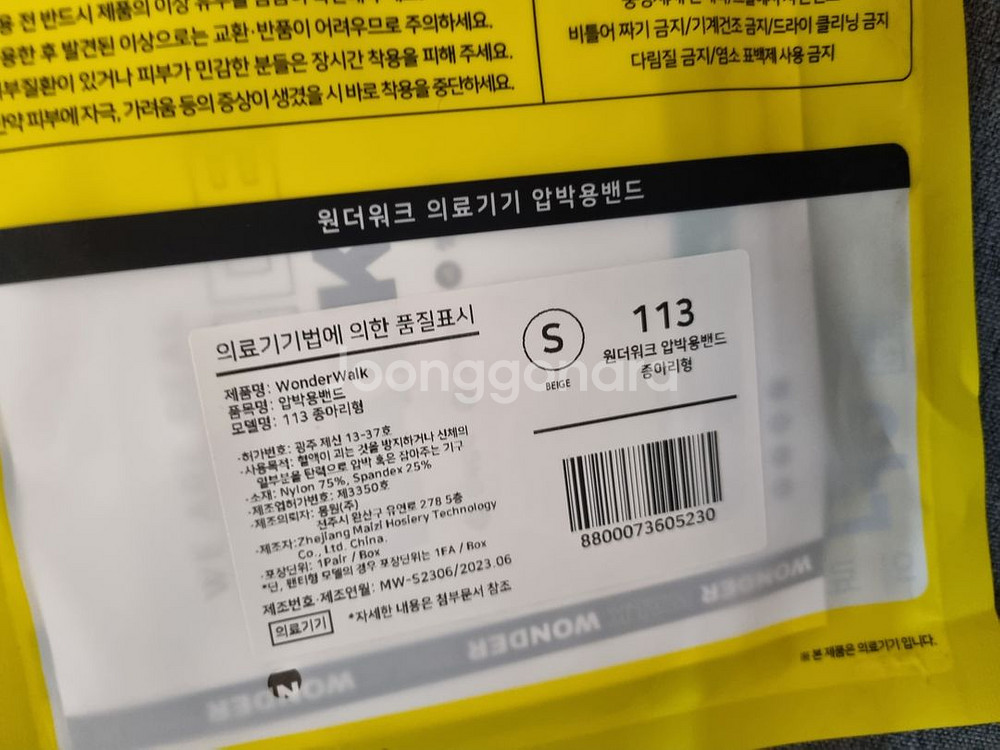 용 전 반드시 제품의 이상 유무를
용한 후 발견된 이상으로는 교환·반품이 어려우므로 주의하세요.
부질환이 있거나 피부가 민감한 분들은 장시간 착용을 피해 주세요.
만약 피부에 자극, 가려움 등의 증상이 생겼을 시 바로 착용을 중단하세요.
비틀어 짜기 금지/기계건조 금지/드라이 클리닝 금지
다림질 금지/염소 표백제 사용 금지
원더워크 의료기기 압박용밴드
의료기기법에 의한 품질표시
제품명: WonderWalk
품목명: 압박용밴드
모델명: 113 종아리형
·허가번호: 광주 제신 13-37호
·사용목적: 혈액이 괴는 것을 방지하거나 신체의
일부분을 탄력으로 압박 혹은 잡아주는 기구
·소재: Nylon 75%, Spandex 25%
·제조업허가번호: 제3350호
·제조의뢰자: 몽원(주)
전주시 완산구 유연로 278 5층
·제조자: Zhejiang Maizi Hosiery Technology
Co., Ltd. China.
·포장단위: 1Pair / Box
*단, 팬티형 모델의 경우 포장단위는 1EA / Box
제조번호·제조연월: MW-S2306/2023.06
의료기기 *자세한 내용은 첨부문서 참조
S
BEIGE
113
원더워크 압박용밴드
종아리형
8800073605230
bonggonara
WONDER WONDER WONDER WONDER
※ 본 제품은 의료기기 입니다.